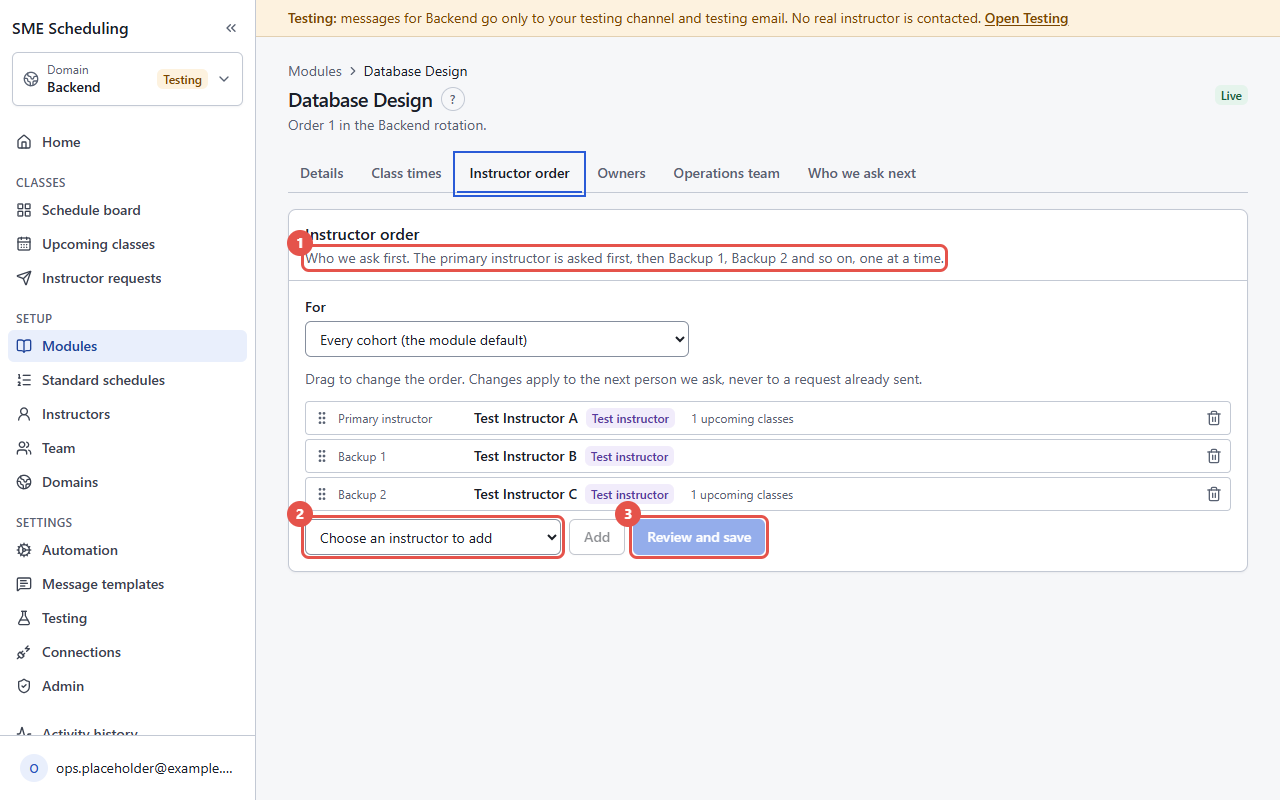 SME Scheduling
Domain
Backend
Testing
Home
CLASSES
Schedule board
Upcoming classes
Instructor requests
SETUP
Modules
Standard schedules
Instructors
Team
Domains
SETTINGS
Automation
Message templates
Testing
Connections
Admin
Activity history
O
ops.placeholder@example....
Testing: messages for Backend go only to your testing channel and testing email. No real instructor is contacted. Open Testing
Modules > Database Design
Database Design ?
Live
Order 1 in the Backend rotation.
Details Class times Instructor order Owners Operations team Who we ask next
Instructor order
1
Who we ask first. The primary instructor is asked first, then Backup 1, Backup 2 and so on, one at a time.
For
Every cohort (the module default)
Drag to change the order. Changes apply to the next person we ask, never to a request already sent.
Primary instructor Test Instructor A Test instructor 1 upcoming classes
Backup 1 Test Instructor B Test instructor
Backup 2 Test Instructor C Test instructor 1 upcoming classes
2 3
Choose an instructor to add Add Review and save